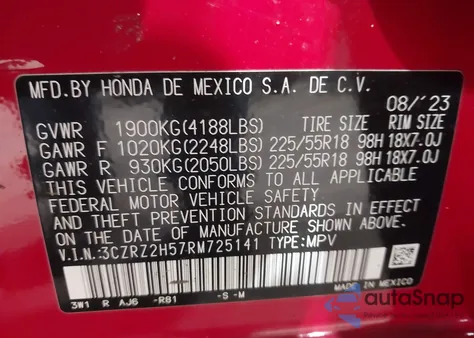 MFD.BY HONDA DE MEXICO S.A. DE C.V.
08/'23
GVWR 1900KG(4188LBS) TIRE SIZE RIM SIZE
GAWR F 1020KG(2248LBS) 225/55R18 98H 18X7.0J
GAWR R 930KG(2050LBS) 225/55R18 98H 18X7.0J
THIS VEHICLE CONFORMS TO ALL APPLICABLE
FEDERAL MOTOR VEHICLE SAFETY
AND THEFT PREVENTION STANDARDS IN EFFECT
ON THE DATE OF MANUFACTURE SHOWN ABOVE.
V.I.N.:3CZRZ2H57RM725141 TYPE:MPV
3W1 R AJ6 -R81 -S -M
MADE IN MEXICO
autoSnap